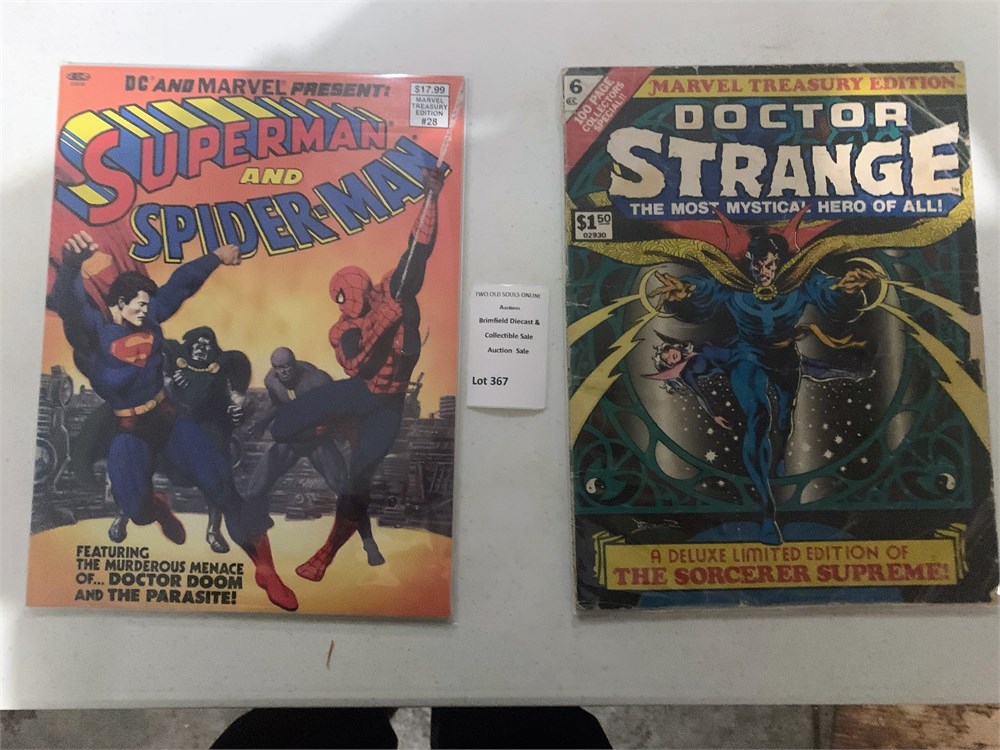 DC AND MARVEL PRESENT:
$17.99
MARVEL
TREASURY
EDITION
#28
SUPERMAN
AND
SPIDER-MAN
FEATURING
THE MURDEROUS MENACE
OF... DOCTOR DOOM
AND THE PARASITE!
TWO OLD SOULS ONLINE
Auctions
Brimfield Diecast &
Collectible Sale
Auction Sale
Lot 367
6
100 PAGE
COLLECTORS
SPECIAL!!
MARVEL TREASURY EDITION
DOCTOR
STRANGE
THE MOST MYSTICAL HERO OF ALL!
$1.50
02930
A DELUXE LIMITED EDITION OF
THE SORCERER SUPREME!